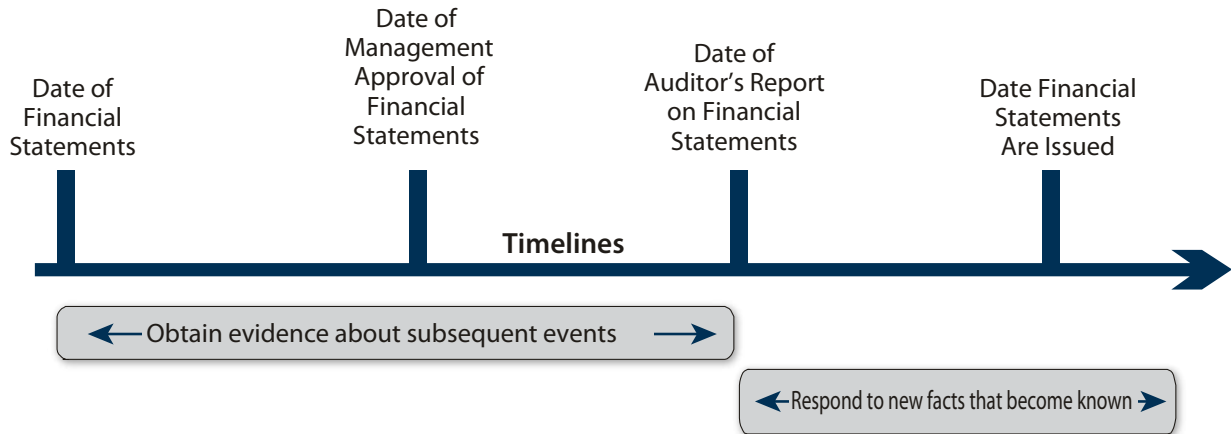 Date of
Financial
Statements
Date of
Management
Approval of
Financial
Statements
Date of
Auditor’s Report
on Financial
Statements
Date Financial
Statements
Are Issued
Timelines
Obtain evidence about subsequent events
Respond to new facts that become known